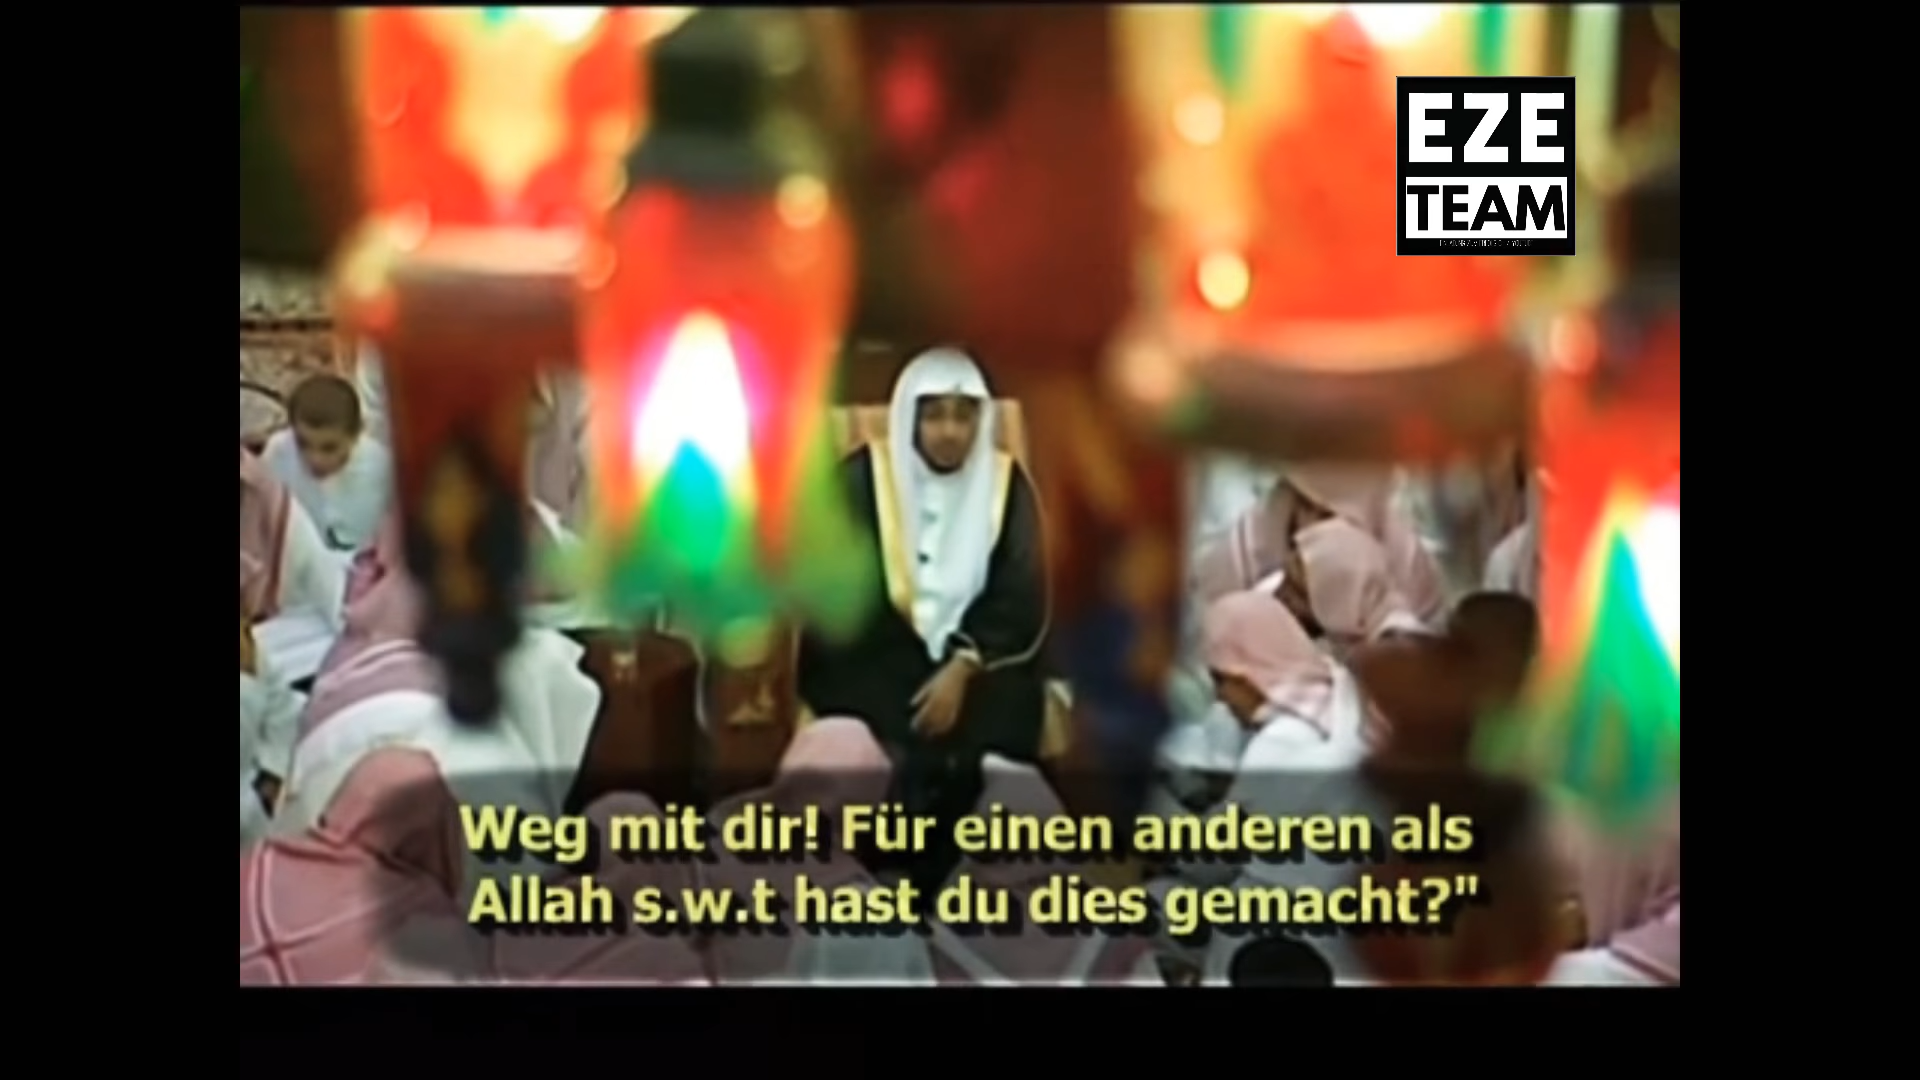 EZE
TEAM
Weg mit dir! Für einen anderen als
Allah s.w.t hast du dies gemacht?"